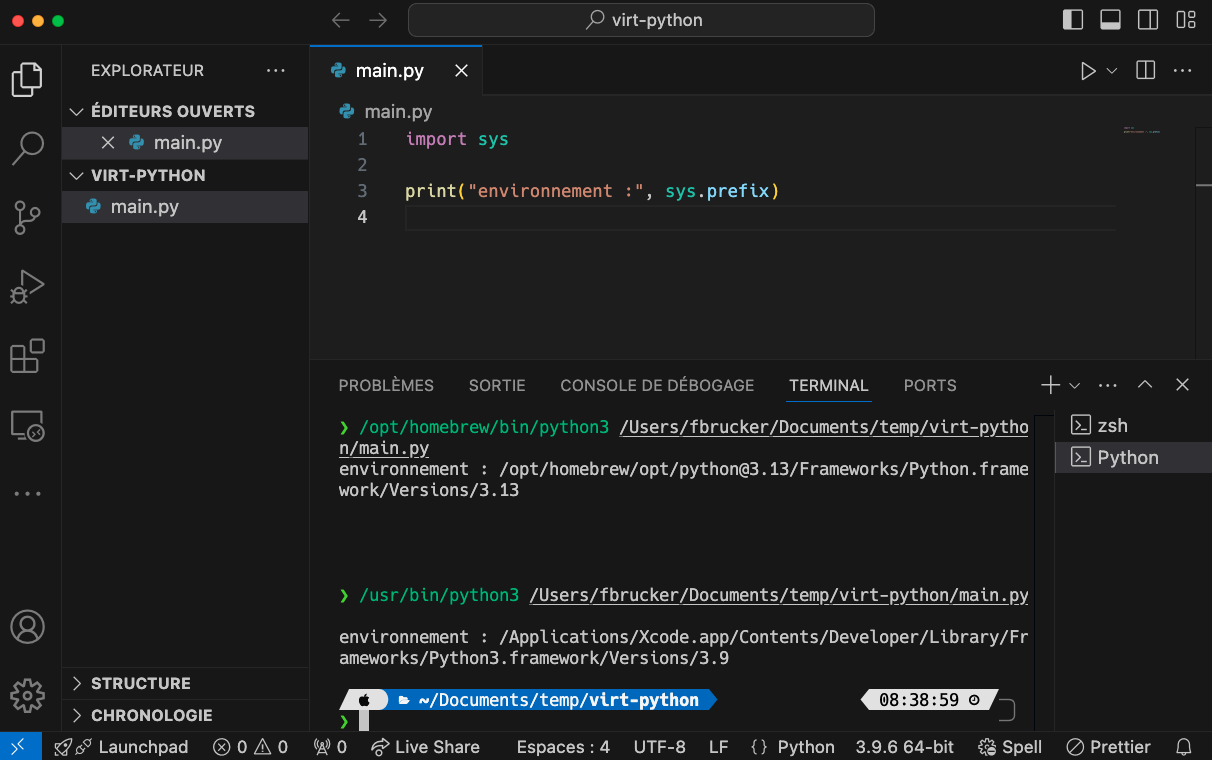 virt-python
EXPLORATEUR
ÉDITEURS OUVERTS
main.py
VIRT-PYTHON
main.py
STRUCTURE
CHRONOLOGIE
main.py
main.py
1 import sys
2
3 print("environnement :", sys.prefix)
4
PROBLÈMES SORTIE CONSOLE DE DÉBOGAGE TERMINAL PORTS
❯ /opt/homebrew/bin/python3 /Users/fbrucker/Documents/temp/virt-pytho
n/main.py
environnement : /opt/homebrew/opt/python@3.13/Frameworks/Python.frame
work/Versions/3.13
❯ /usr/bin/python3 /Users/fbrucker/Documents/temp/virt-python/main.py
environnement : /Applications/Xcode.app/Contents/Developer/Library/Fr
ameworks/Python3.framework/Versions/3.9
~/Documents/temp/virt-python 08:38:59
❯
zsh
Python
Launchpad 0 0 0 Live Share Espaces : 4 UTF-8 LF {} Python 3.9.6 64-bit Spell Prettier